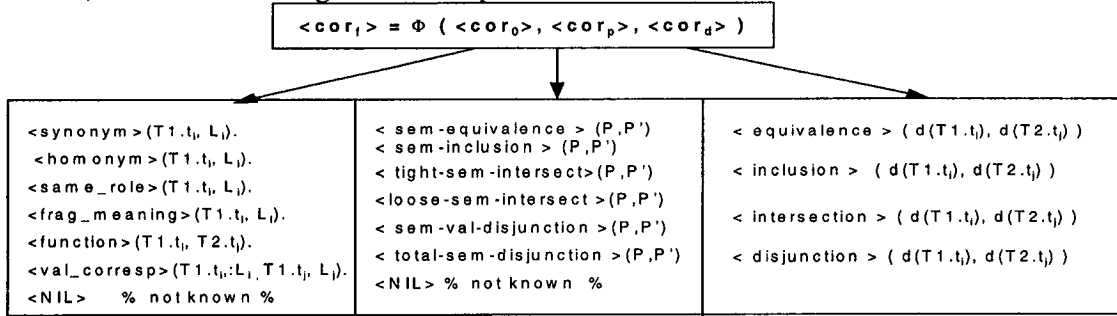 <cor_f> = Φ ( <cor_0>, <cor_p>, <cor_d> )
<synonym>(T1.t_i, L_i).
<homonym>(T1.t_i, L_i).
<same_role>(T1.t_i, L_i).
<frag_meaning>(T1.t_i, L_i).
<function>(T1.t_i, T2.t_j).
<val_corresp>(T1.t_i,:L_i, T1.t_j, L_i).
<NIL> % not known %
< sem-equivalence > (P,P')
< sem-inclusion > (P,P')
< tight-sem-intersect>(P,P')
<loose-sem-intersect >(P,P')
< sem-val-disjunction >(P,P')
< total-sem-disjunction >(P,P')
<NIL> % not known %
< equivalence > ( d(T1.t_i), d(T2.t_j) )
< inclusion > ( d(T1.t_i), d(T2.t_j) )
< intersection > ( d(T1.t_i), d(T2.t_j) )
< disjunction > ( d(T1.t_i), d(T2.t_j) )